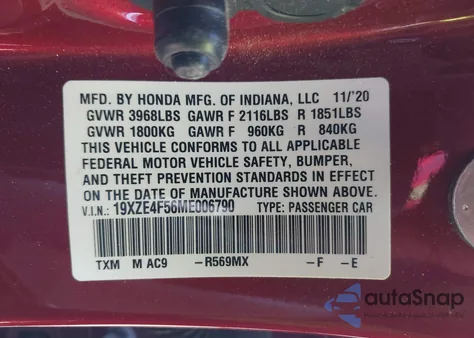 MFD. BY HONDA MFG. OF INDIANA, LLC 11/'20
GVWR 3968LBS GAWR F 2116LBS R 1851LBS
GVWR 1800KG GAWR F 960KG R 840KG
THIS VEHICLE CONFORMS TO ALL APPLICABLE
FEDERAL MOTOR VEHICLE SAFETY, BUMPER,
AND THEFT PREVENTION STANDARDS IN EFFECT
ON THE DATE OF MANUFACTURE SHOWN ABOVE.
V.I.N.: 19XZE4F56ME006790 TYPE: PASSENGER CAR
TXM M AC9 -R569MX -F -E
autoSnap